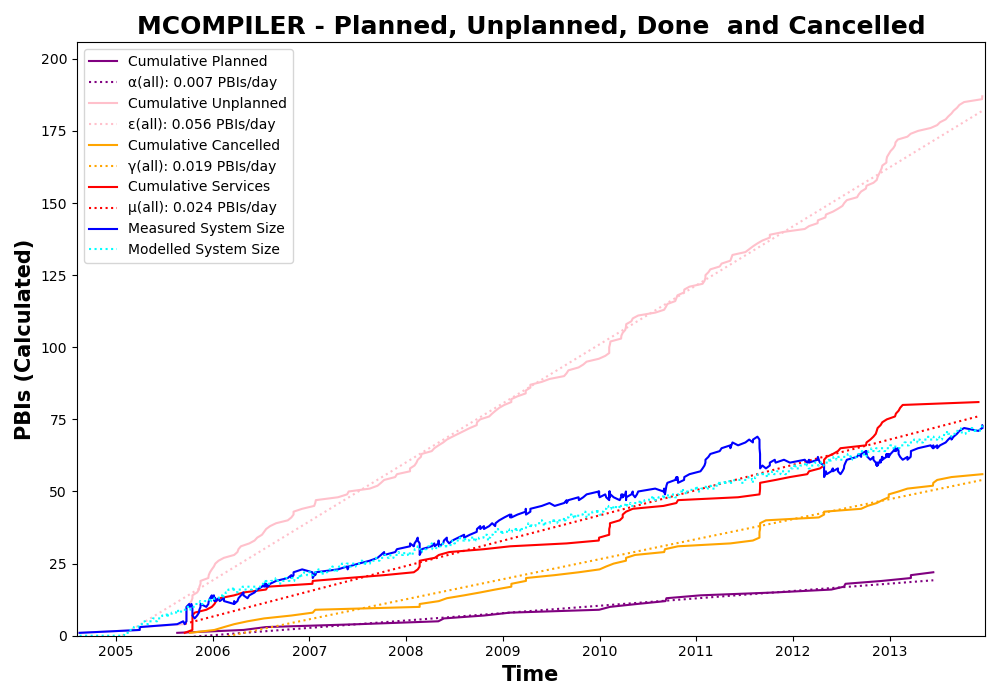 MCOMPILER - Planned, Unplanned, Done  and Cancelled
PBIs (Calculated)
200
175
150
125
100
75
50
25
0
Cumulative Planned
α(all): 0.007 PBIs/day
Cumulative Unplanned
ε(all): 0.056 PBIs/day
Cumulative Cancelled
γ(all): 0.019 PBIs/day
Cumulative Services
μ(all): 0.024 PBIs/day
Measured System Size
Modelled System Size
2005 2006 2007 2008 2009 2010 2011 2012 2013
Time